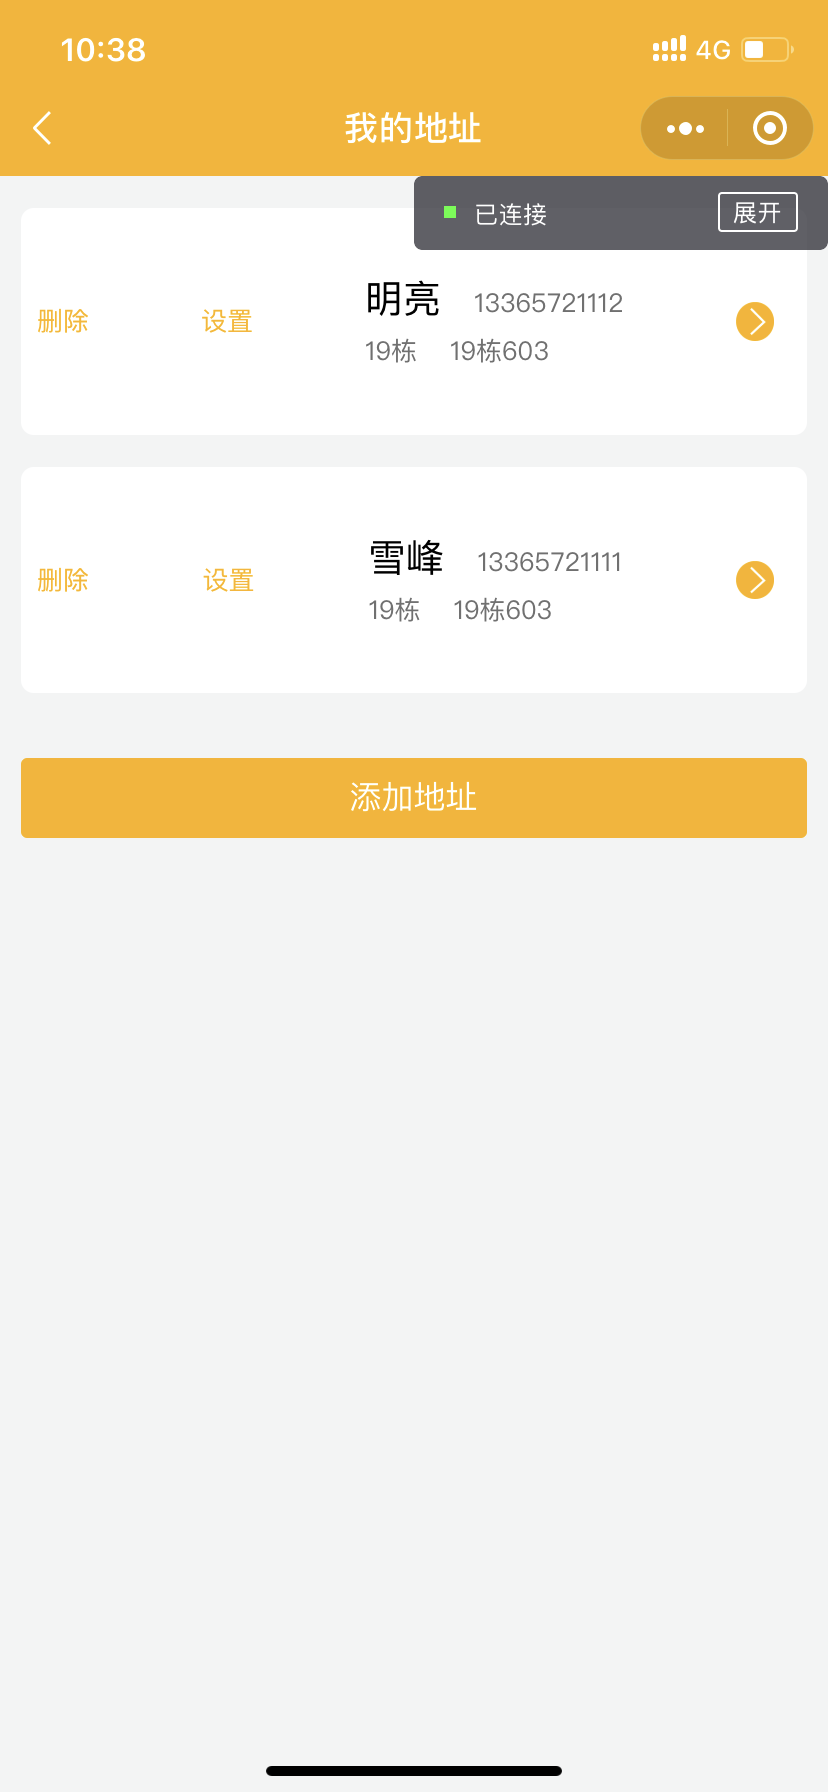 10:38
4G
我的地址
已连接
展开
删除
设置
明亮 13365721112
19栋 19栋603
删除
设置
雪峰 13365721111
19栋 19栋603
添加地址